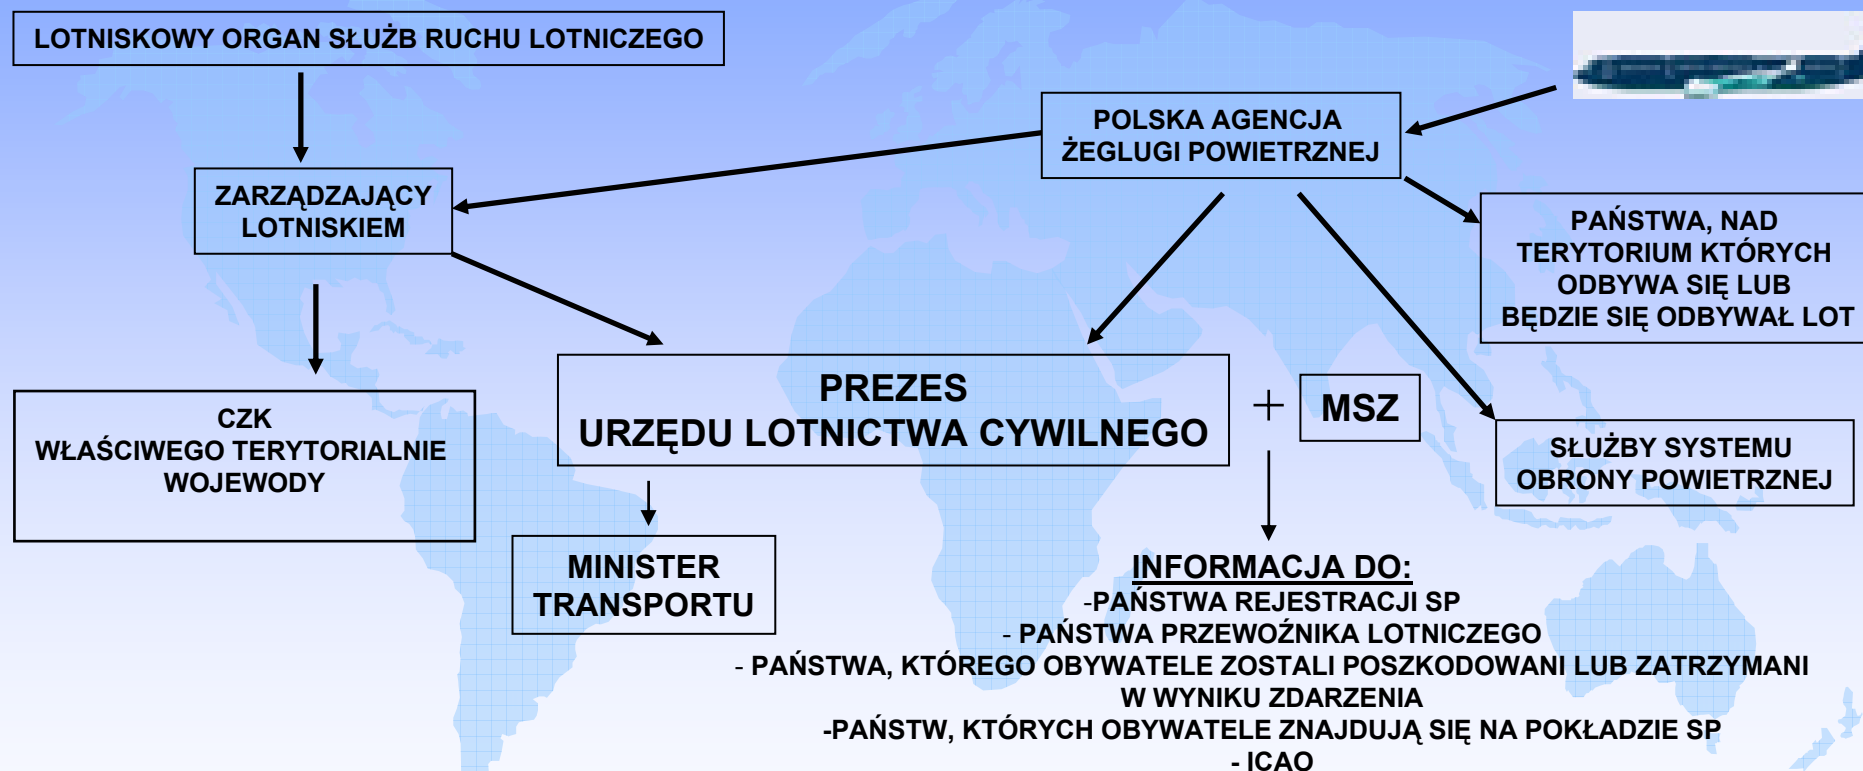 LOTNISKOWY ORGAN SŁUŻB RUCHU LOTNICZEGO
POLSKA AGENCJA
ŻEGLUGI POWIETRZNEJ
ZARZĄDZAJĄCY
LOTNISKIEM
PAŃSTWA, NAD
TERYTORIUM KTÓRYCH
ODBYWA SIĘ LUB
BĘDZIE SIĘ ODBYWAŁ LOT
PREZES
URZĘDU LOTNICTWA CYWILNEGO
+
MSZ
CZK
WŁAŚCIWEGO TERYTORIALNIE
WOJEWODY
SŁUŻBY SYSTEMU
OBRONY POWIETRZNEJ
MINISTER
TRANSPORTU
INFORMACJA DO:
-PAŃSTWA REJESTRACJI SP
- PAŃSTWA PRZEWOŹNIKA LOTNICZEGO
- PAŃSTWA, KTÓREGO OBYWATELE ZOSTALI POSZKODOWANI LUB ZATRZYMANI
W WYNIKU ZDARZENIA
-PAŃSTW, KTÓRYCH OBYWATELE ZNAJDUJĄ SIĘ NA POKŁADZIE SP
- ICAO